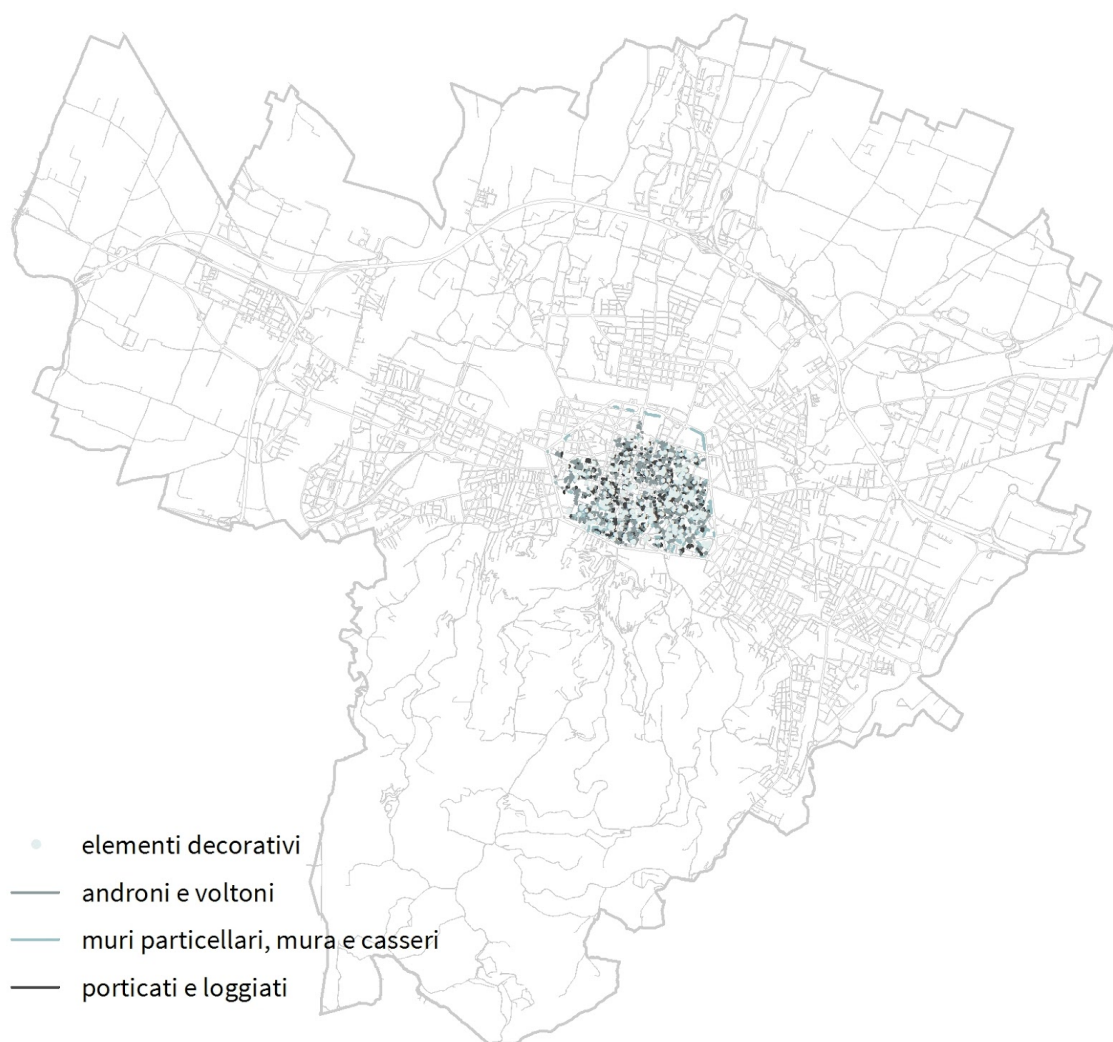 elementi decorativi
androni e voltoni
muri particellari, mura e casseri
porticati e loggiati